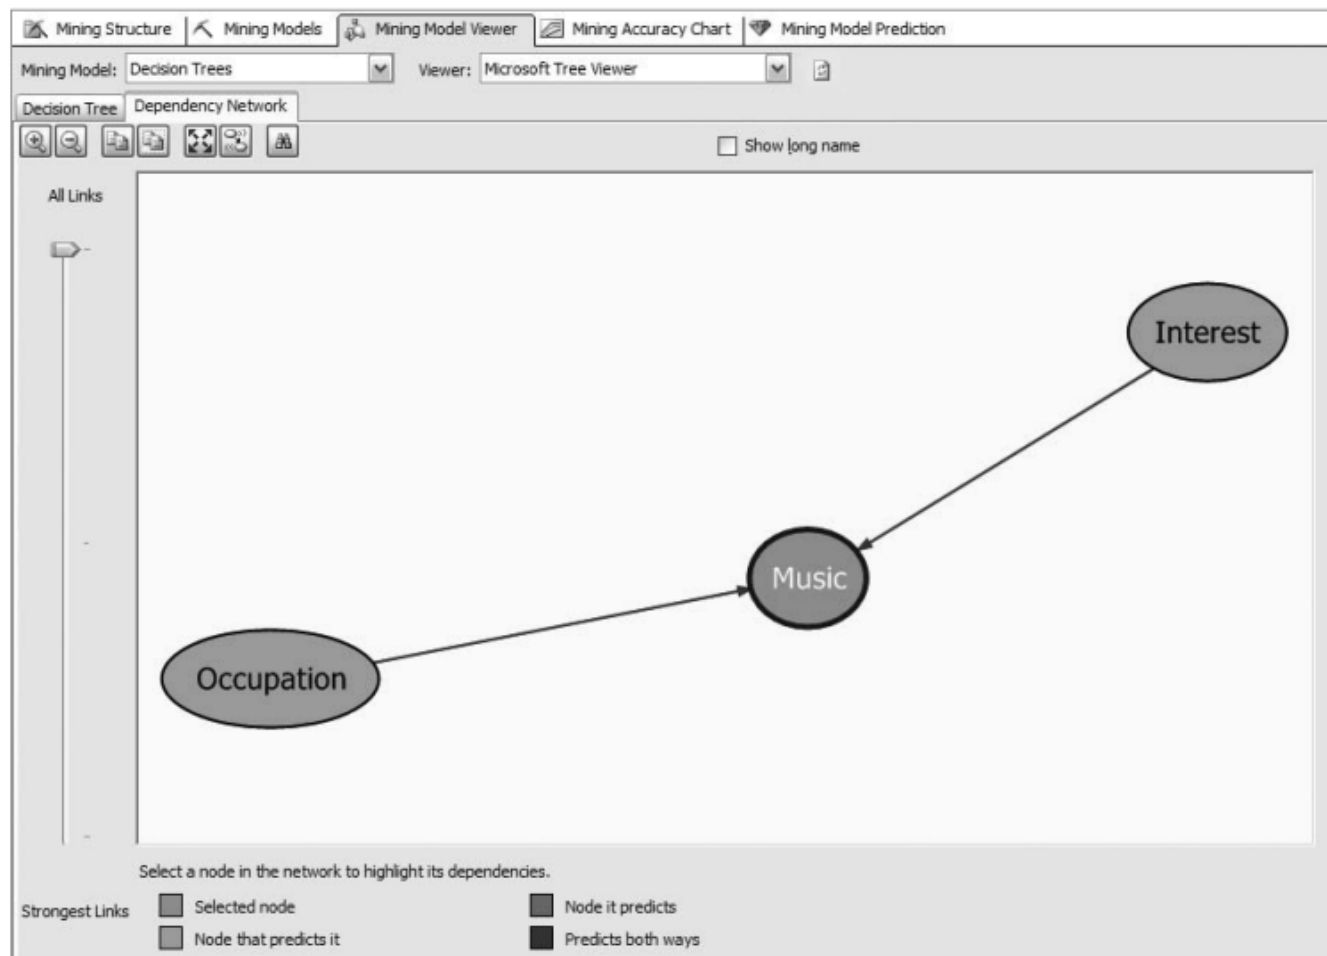 Mining Structure Mining Models Mining Model Viewer Mining Accuracy Chart Mining Model Prediction
Mining Model: Decision Trees Viewer: Microsoft Tree Viewer
Decision Tree Dependency Network
Show long name
All Links
Interest
Music
Occupation
Select a node in the network to highlight its dependencies.
Strongest Links Selected node Node it predicts
Node that predicts it Predicts both ways